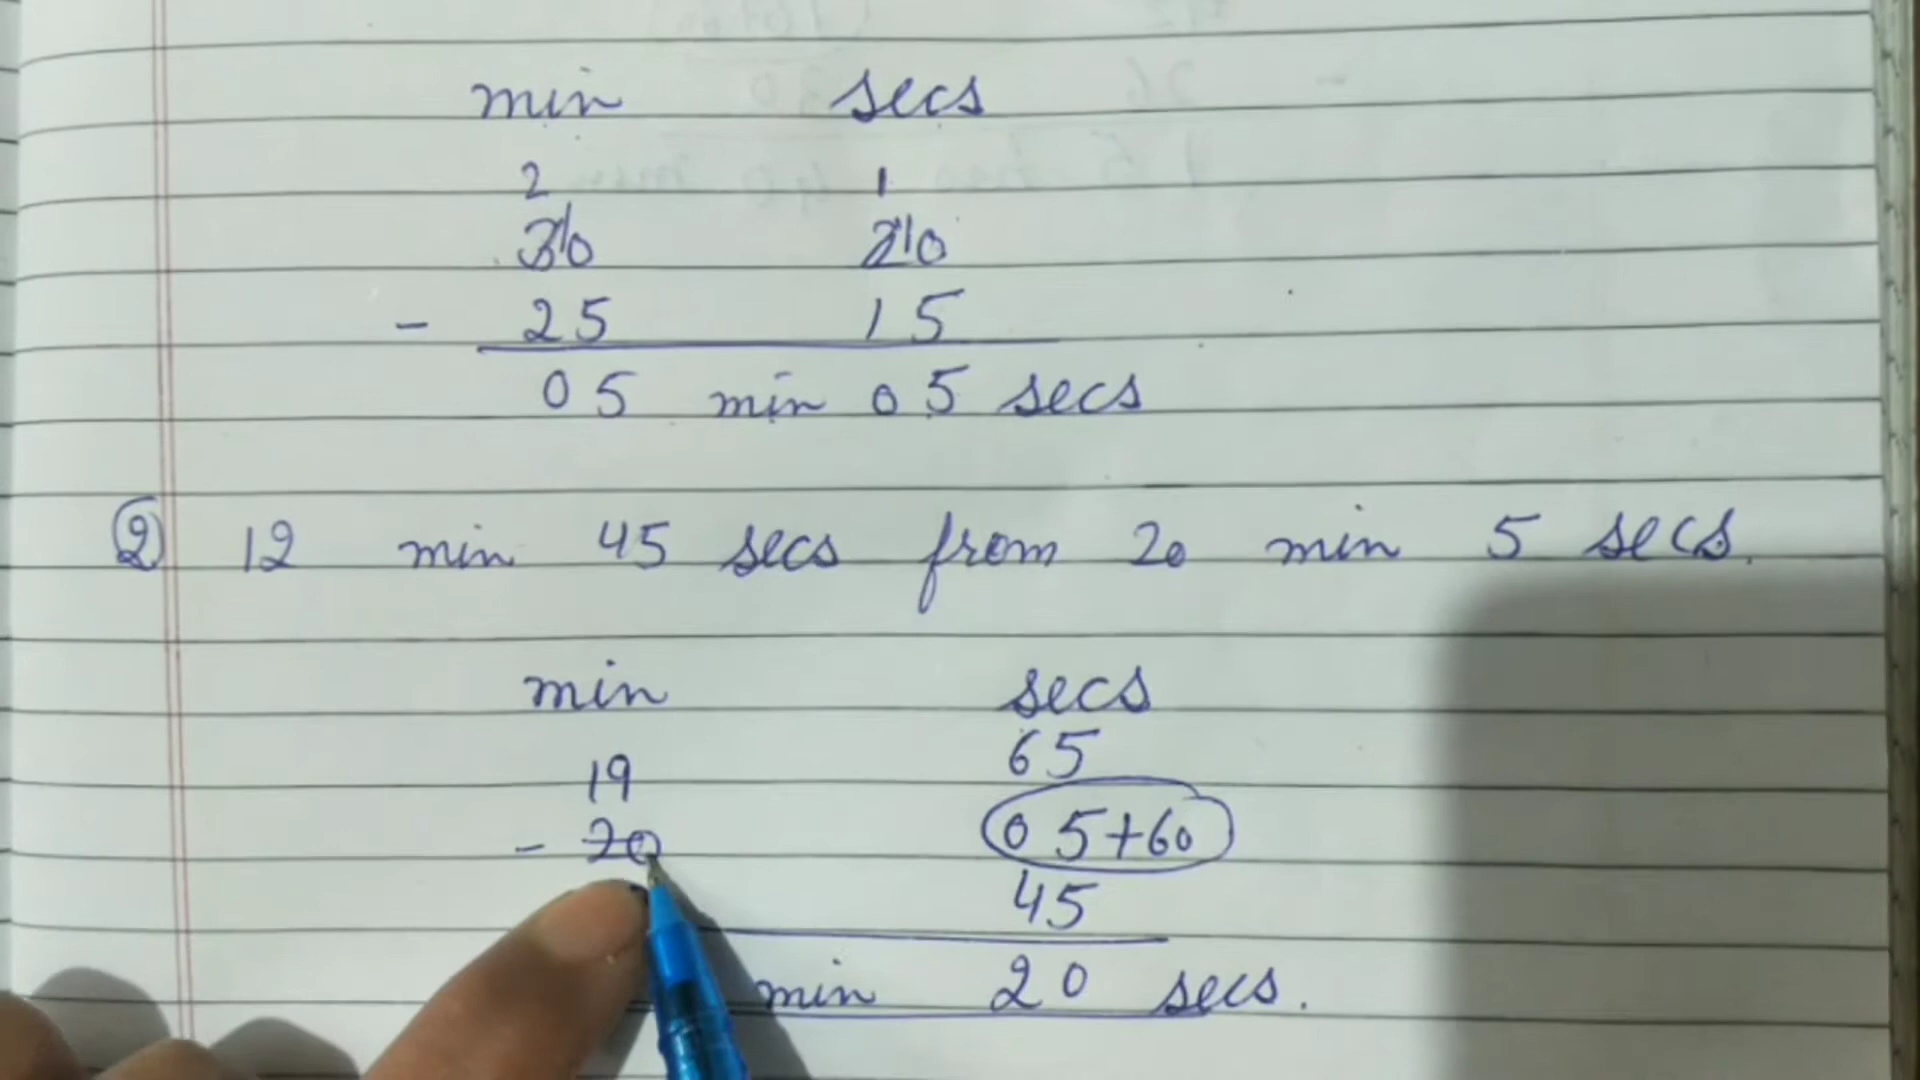 min secs
2 1
30 20
- 25 15
05 min 05 secs
② 12 min 45 secs from 20 min 5 secs.
min secs
19 65
- 20 05+60
45
min 20 secs.